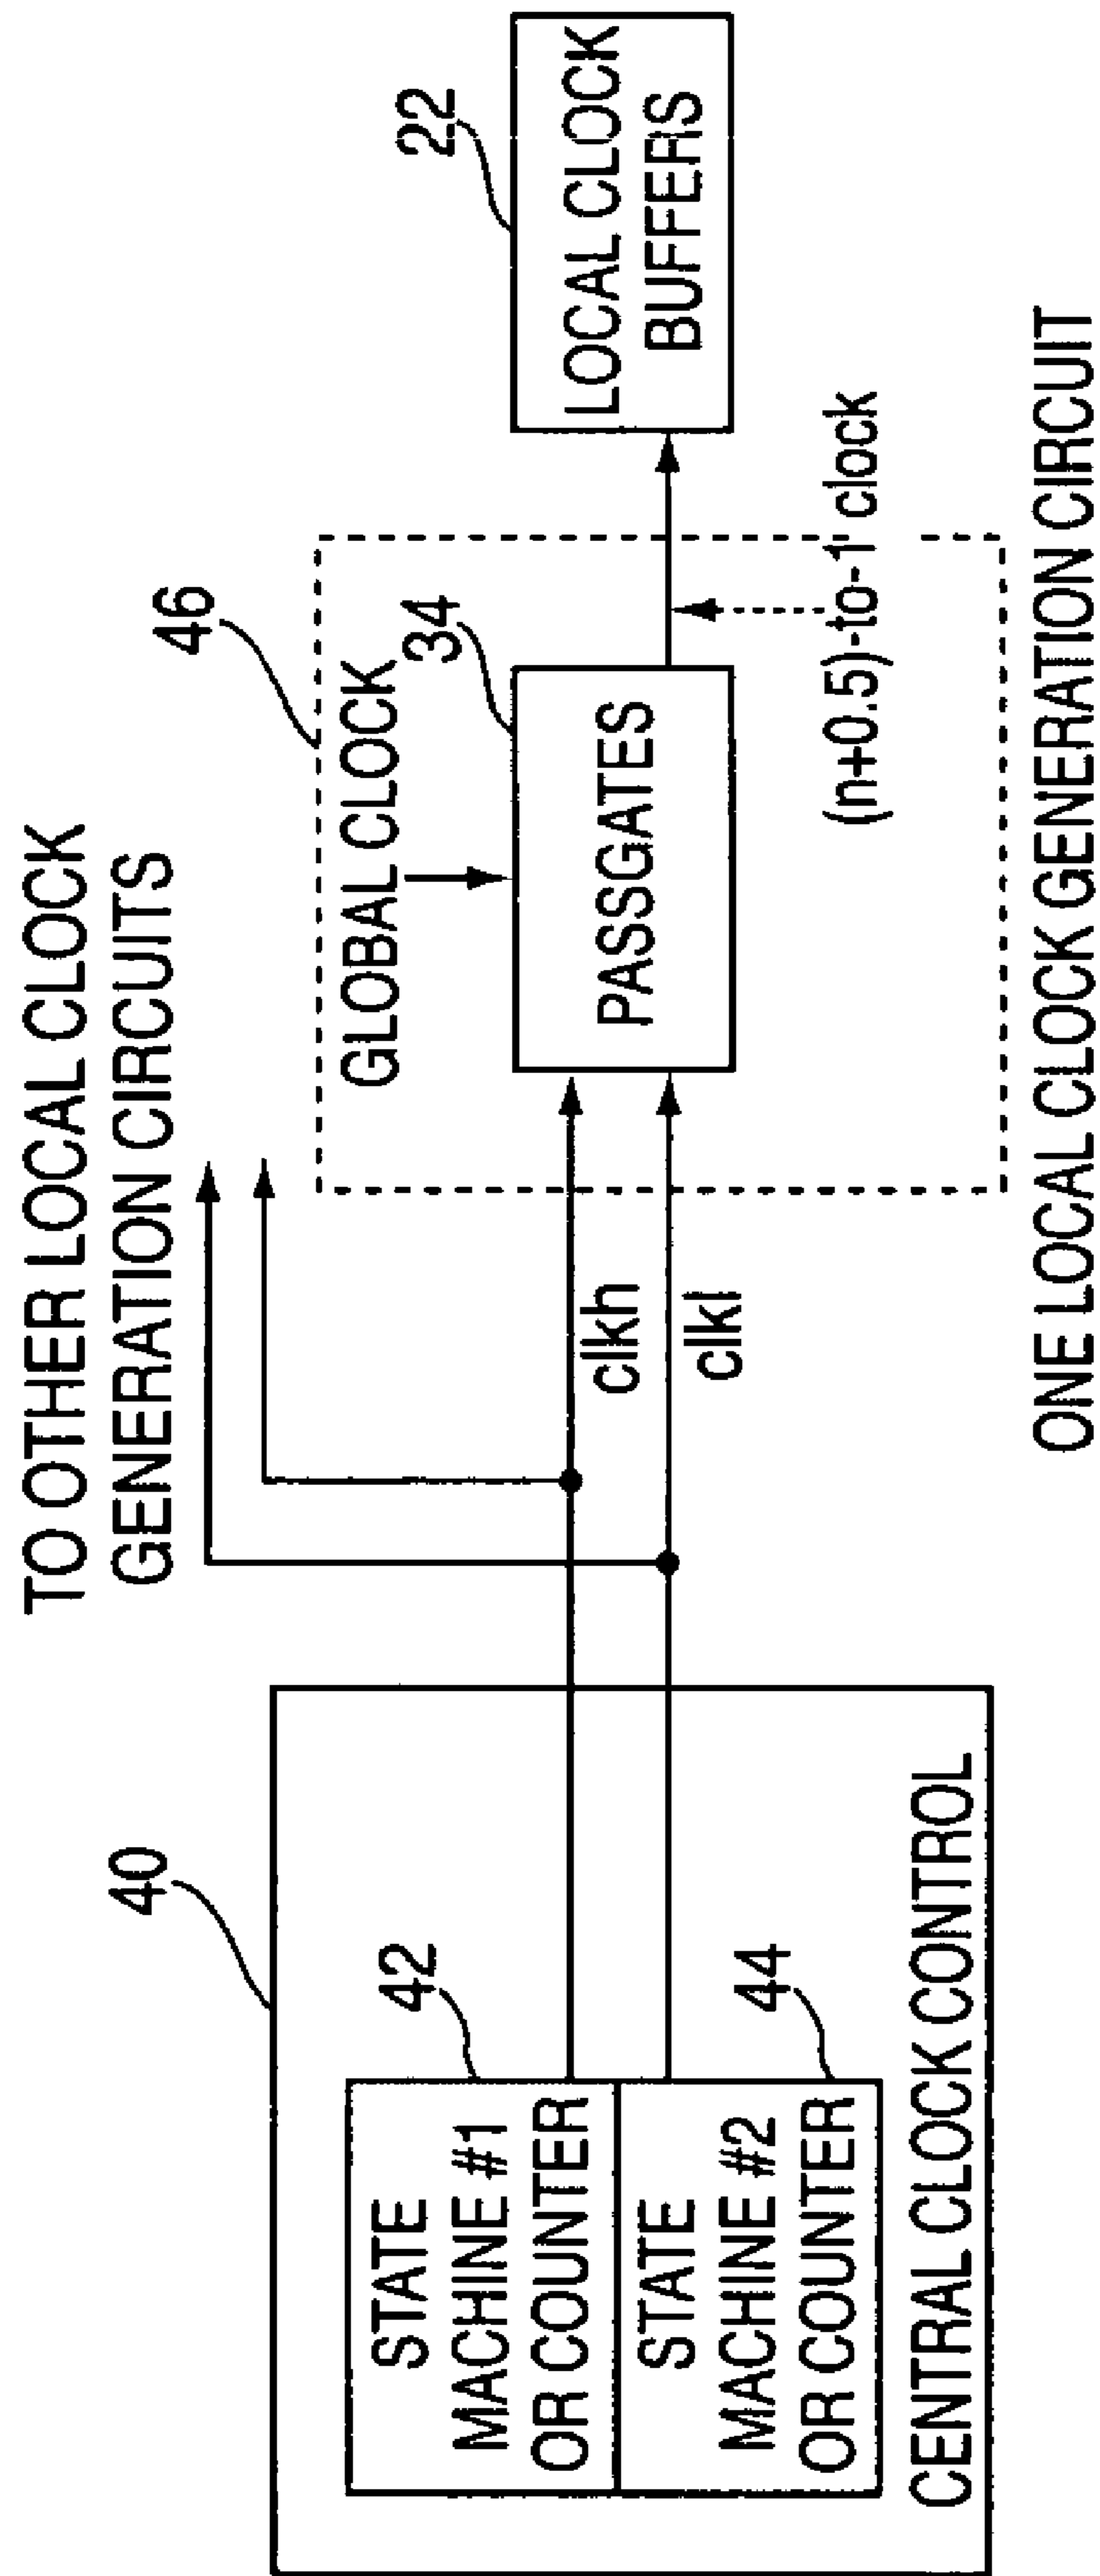 TO OTHER LOCAL CLOCK
GENERATION CIRCUITS
40
42
STATE
MACHINE #1
OR COUNTER
44
STATE
MACHINE #2
OR COUNTER
CENTRAL CLOCK CONTROL
clkh
clkl
46
GLOBAL CLOCK
34
PASSGATES
(n+0.5)-to-1 clock
22
LOCAL CLOCK
BUFFERS
ONE LOCAL CLOCK GENERATION CIRCUIT